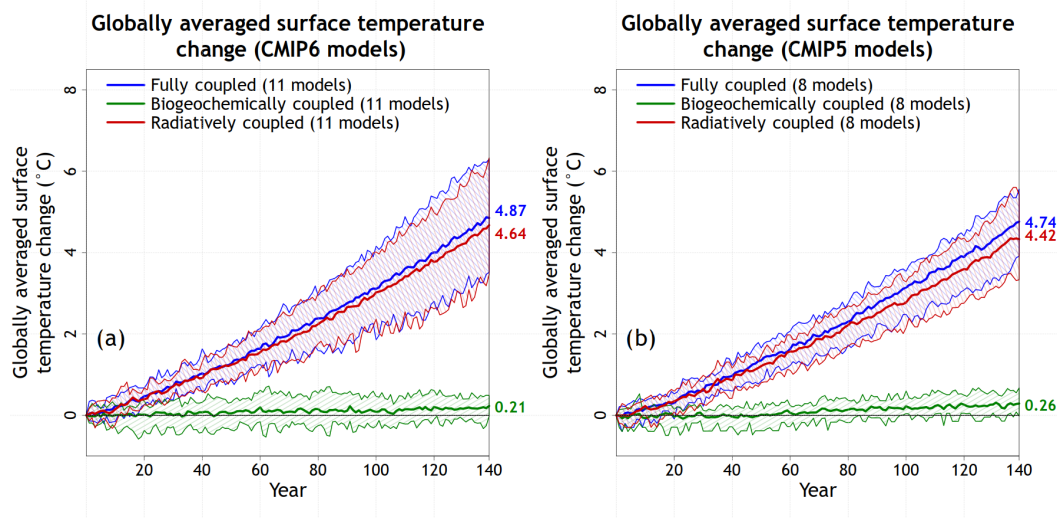 Globally averaged surface temperature
change (CMIP6 models)
Globally averaged surface
temperature change (°C)
8
6
4
2
0
Fully coupled (11 models)
Biogeochemically coupled (11 models)
Radiatively coupled (11 models)
4.87
4.64
(a)
0.21
20
40
60
80
100
120
140
Year
Globally averaged surface temperature
change (CMIP5 models)
Globally averaged surface
temperature change (°C)
8
6
4
2
0
Fully coupled (8 models)
Biogeochemically coupled (8 models)
Radiatively coupled (8 models)
4.74
4.42
(b)
0.26
20
40
60
80
100
120
140
Year